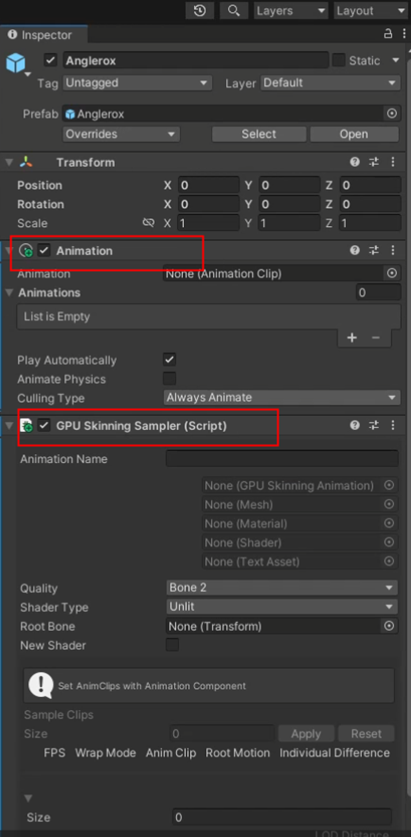 Layers Layout
Inspector
Anglerox Static
Tag Untagged Layer Default
Prefab Anglerox
Overrides Select Open
Transform
Position X 0 Y 0 Z 0
Rotation X 0 Y 0 Z 0
Scale X 1 Y 1 Z 1
Animation
Animation None (Animation Clip)
Animations 0
List is Empty
Play Automatically
Animate Physics
Culling Type Always Animate
GPU Skinning Sampler (Script)
Animation Name
None (GPU Skinning Animation)
None (Mesh)
None (Material)
None (Shader)
None (Text Asset)
Quality Bone 2
Shader Type Unlit
Root Bone None (Transform)
New Shader
Set AnimClips with Animation Component
Sample Clips
Size 0 Apply Reset
FPS Wrap Mode Anim Clip Root Motion Individual Difference
Size 0
LOD Distance